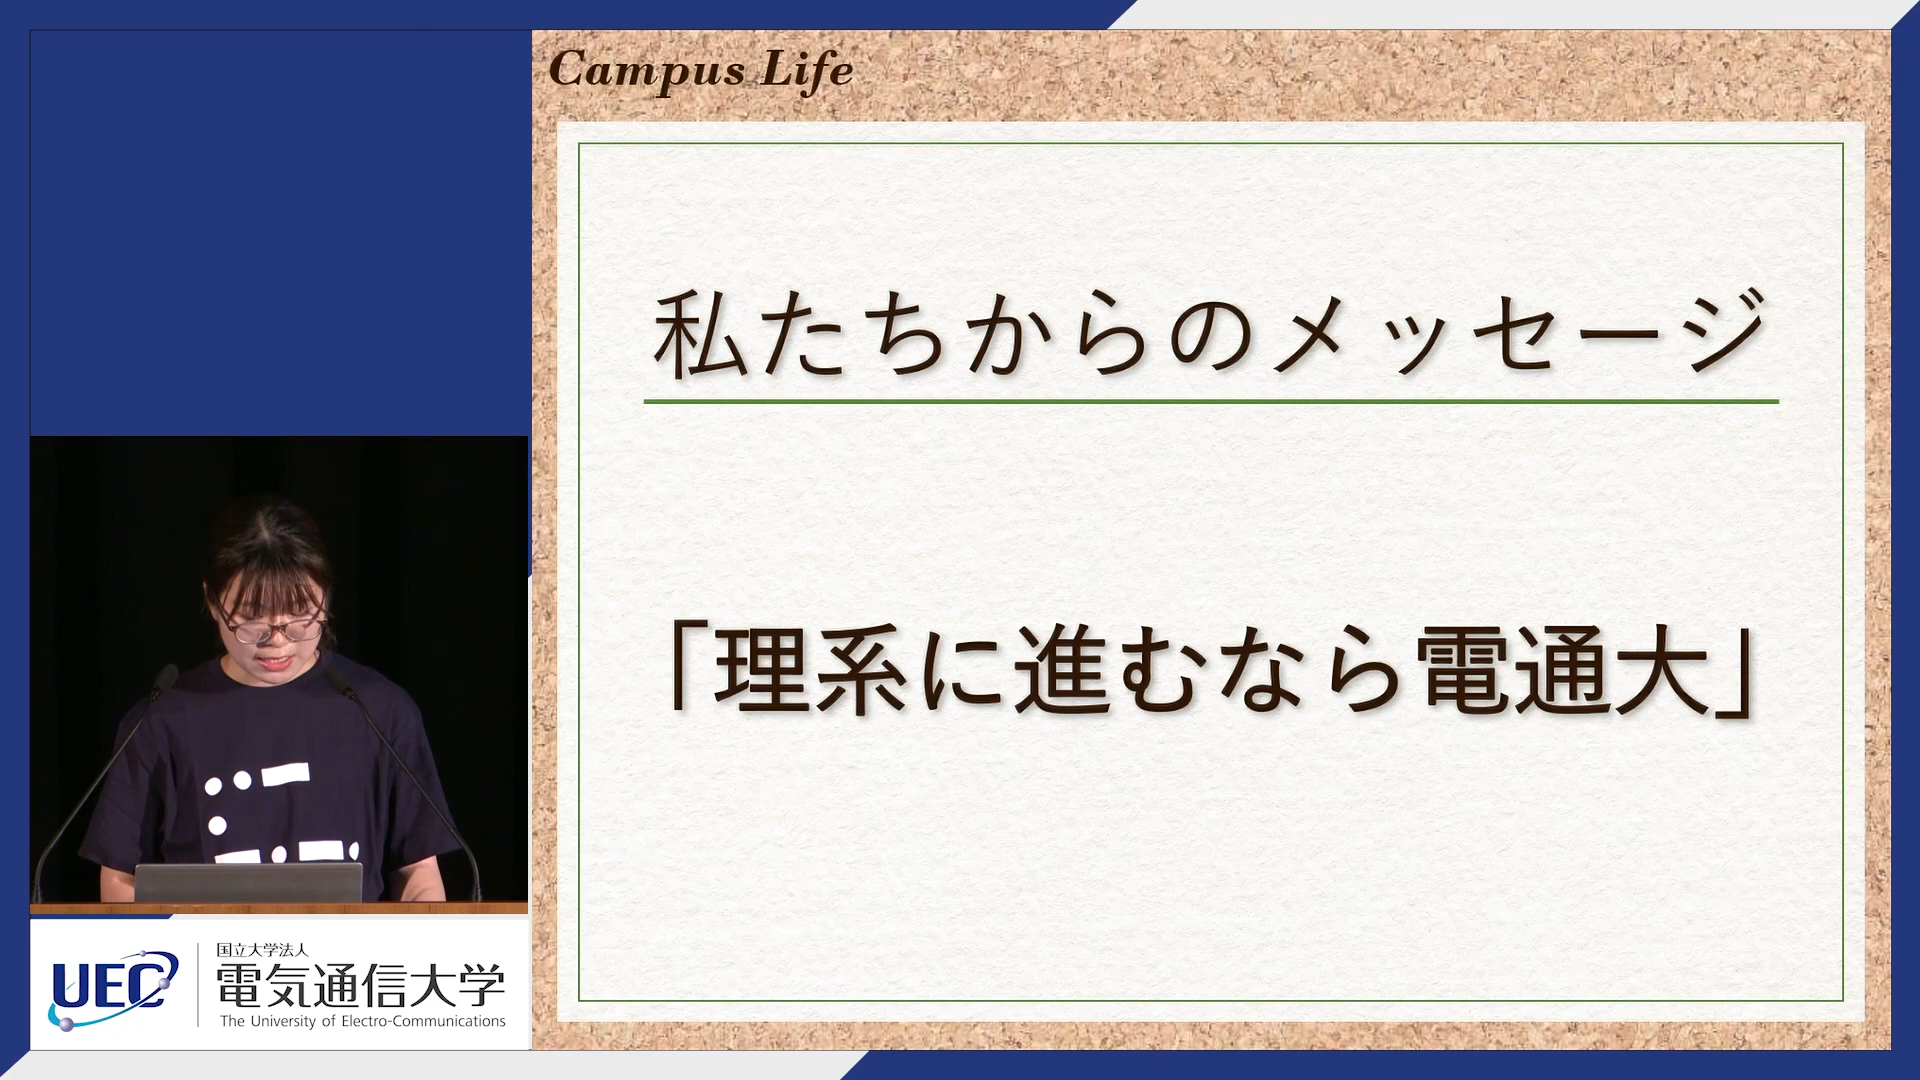 Campus Life
私たちからのメッセージ
「理系に進むなら電通大」
UEC
国立大学法人
電気通信大学
The University of Electro-Communications